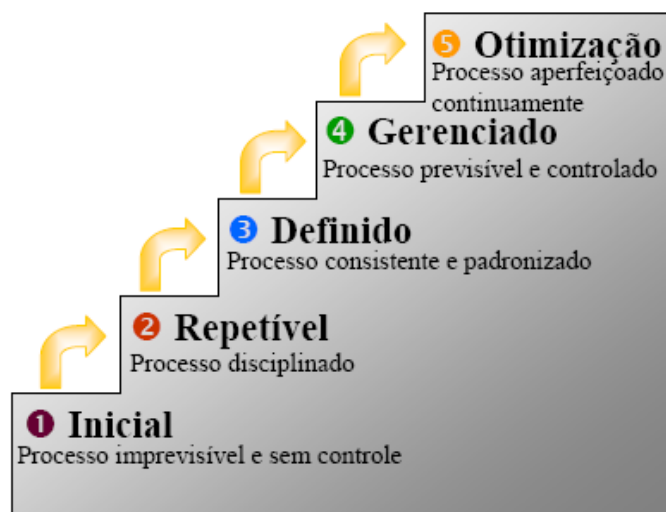 5 Otimização
Processo aperfeiçoado
continuamente
4 Gerenciado
Processo previsível e controlado
3 Definido
Processo consistente e padronizado
2 Repetível
Processo disciplinado
1 Inicial
Processo imprevisível e sem controle